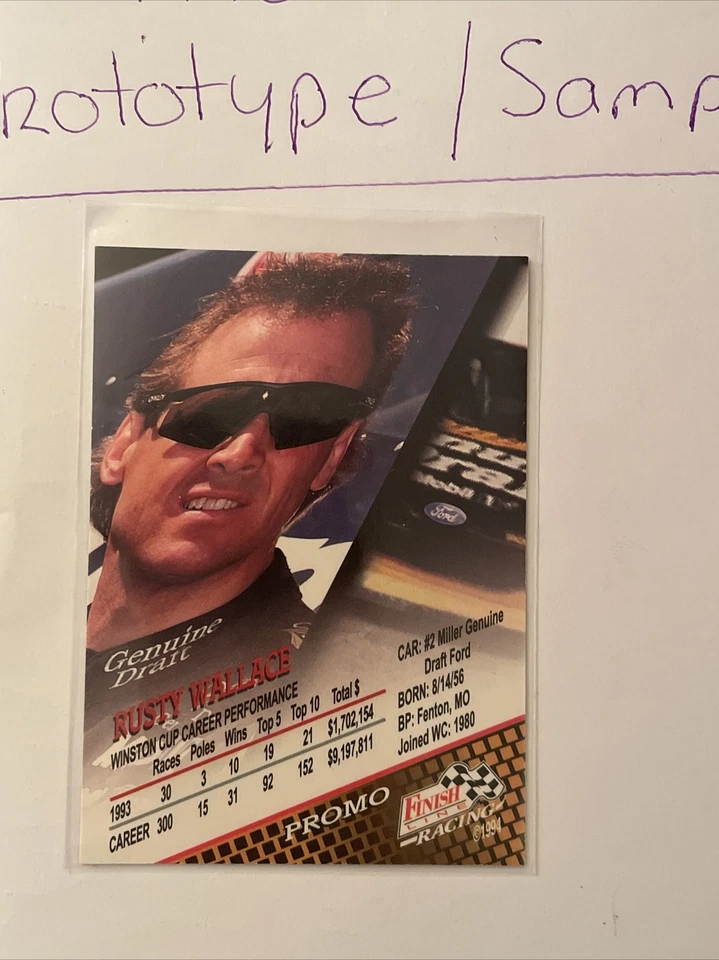 rototype / Samp
Ford
Genuine
Draft
RUSTY WALLACE
WINSTON CUP CAREER PERFORMANCE
Races Poles Wins Top 5 Top 10 Total $
1993 30 3 10 19 21 $1,702,154
CAREER 300 15 31 92 152 $9,197,811
CAR: #2 Miller Genuine
Draft Ford
BORN: 8/14/56
BP: Fenton, MO
Joined WC: 1980
PROMO
FINISH
LINE
RACING
©1994